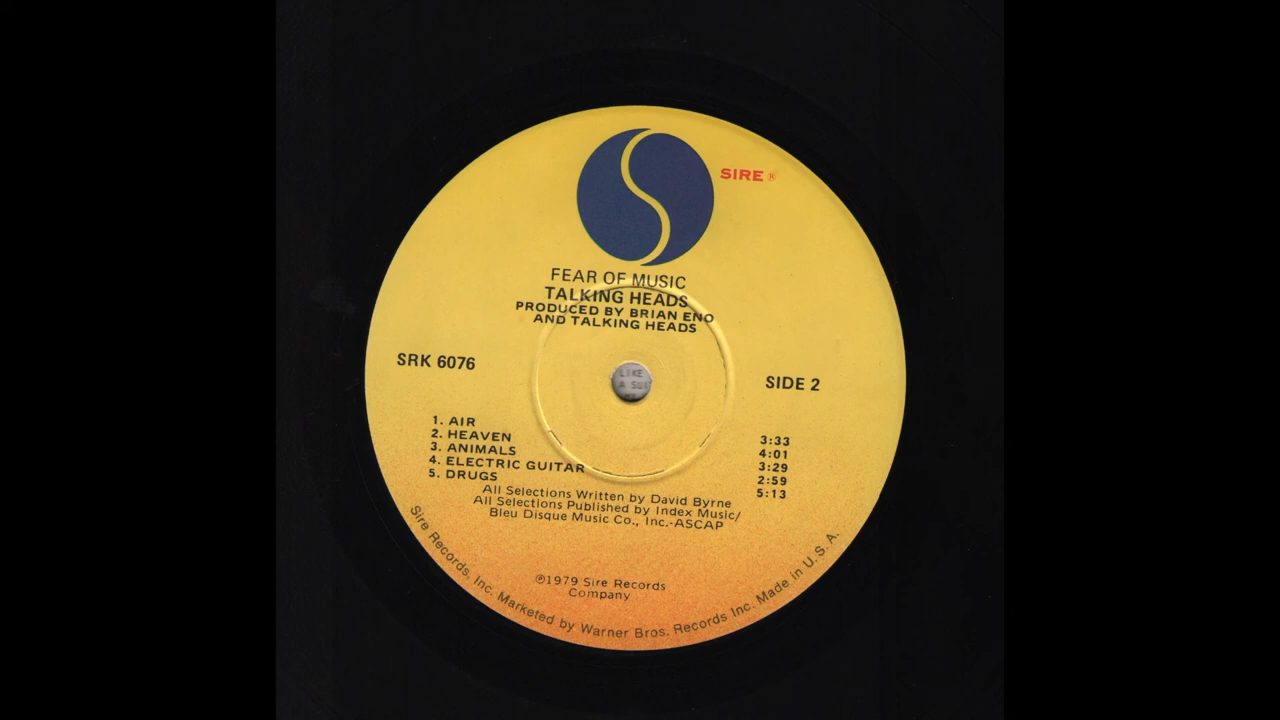 SIRE ®
FEAR OF MUSIC
TALKING HEADS
PRODUCED BY BRIAN ENO
AND TALKING HEADS
SRK 6076
SIDE 2
LIKE
A SUI
1. AIR 3:33
2. HEAVEN 4:01
3. ANIMALS 3:29
4. ELECTRIC GUITAR 2:59
5. DRUGS 5:13
All Selections Written by David Byrne
All Selections Published by Index Music/
Bleu Disque Music Co., Inc.-ASCAP
℗1979 Sire Records
Company
Sire Records, Inc. Marketed by Warner Bros. Records Inc. Made in U.S.A.